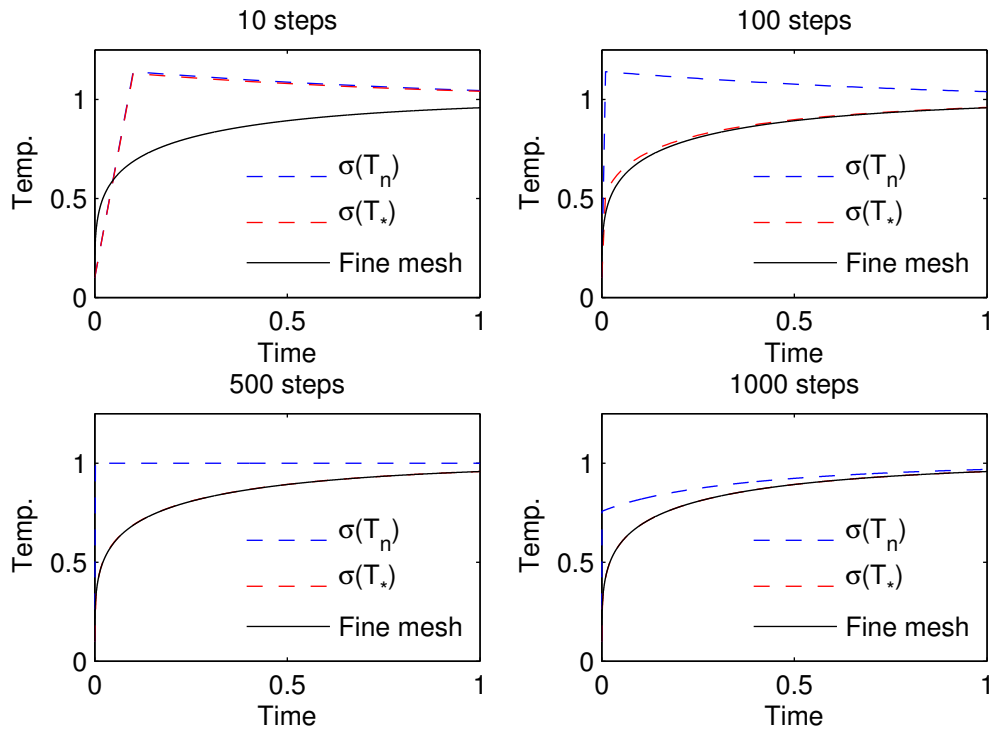 10 steps
Temp.
1
0.5
0
σ(Tn)
σ(T*)
Fine mesh
0
0.5
1
Time
100 steps
Temp.
1
0.5
0
σ(Tn)
σ(T*)
Fine mesh
0
0.5
1
Time
500 steps
Temp.
1
0.5
0
σ(Tn)
σ(T*)
Fine mesh
0
0.5
1
Time
1000 steps
Temp.
1
0.5
0
σ(Tn)
σ(T*)
Fine mesh
0
0.5
1
Time